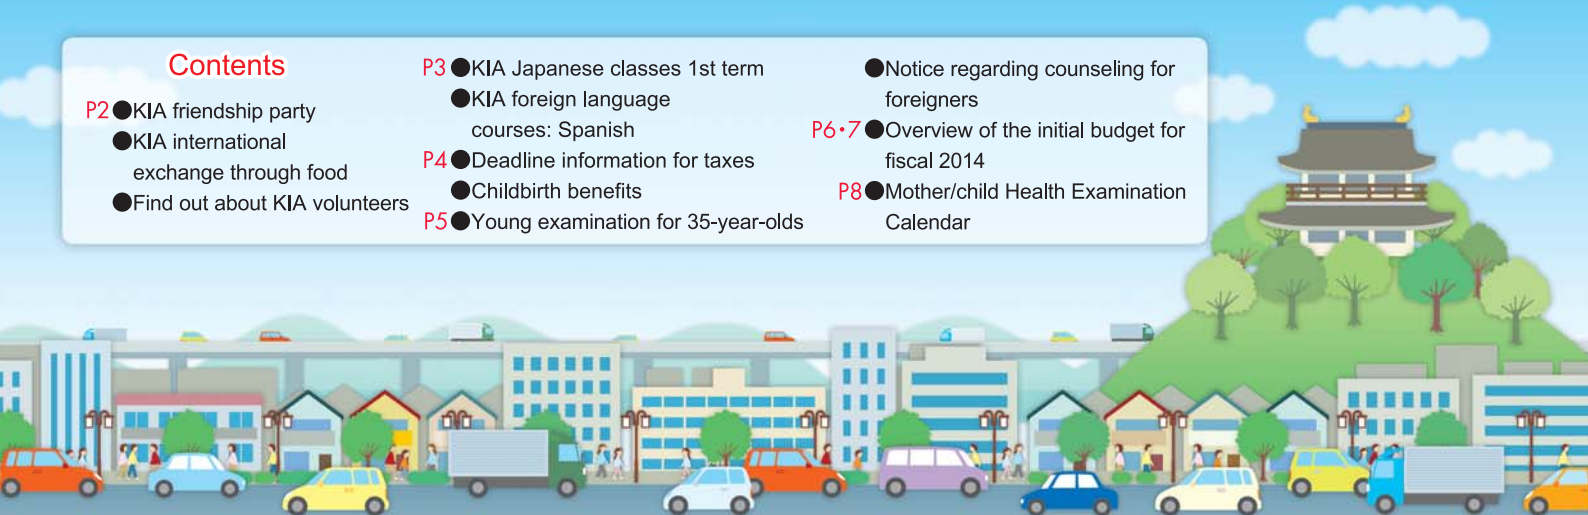 Contents
P2●KIA friendship party
●KIA international
exchange through food
●Find out about KIA volunteers
P3●KIA Japanese classes 1st term
●KIA foreign language
courses: Spanish
P4●Deadline information for taxes
●Childbirth benefits
P5●Young examination for 35-year-olds
●Notice regarding counseling for
foreigners
P6・7●Overview of the initial budget for
fiscal 2014
P8●Mother/child Health Examination
Calendar